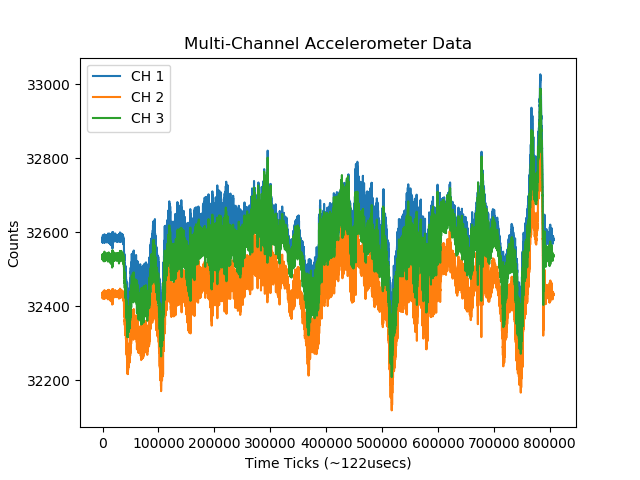 Multi-Channel Accelerometer Data
CH 1
CH 2
CH 3
33000
32800
32600
32400
32200
Counts
0 100000 200000 300000 400000 500000 600000 700000 800000
Time Ticks (~122usecs)